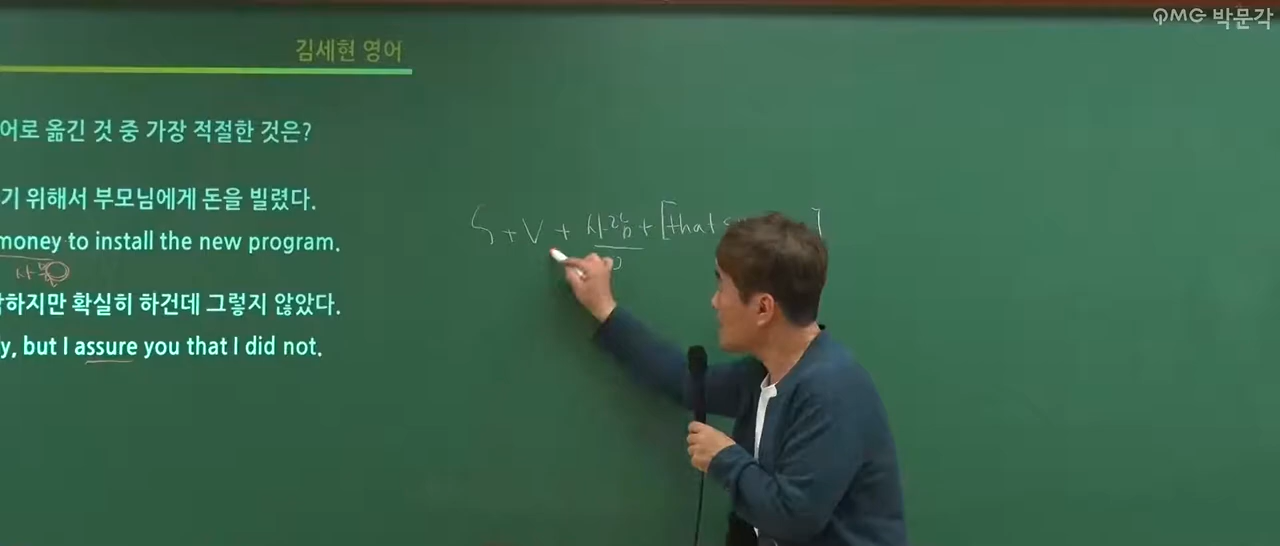 PMG 박문각
김세현 영어
어로 옮긴 것 중 가장 적절한 것은?
기 위해서 부모님에게 돈을 빌렸다.
money to install the new program.
하지만 확실히 하건데 그렇지 않았다.
y, but I assure you that I did not.
S + V + 사람 + [that ]